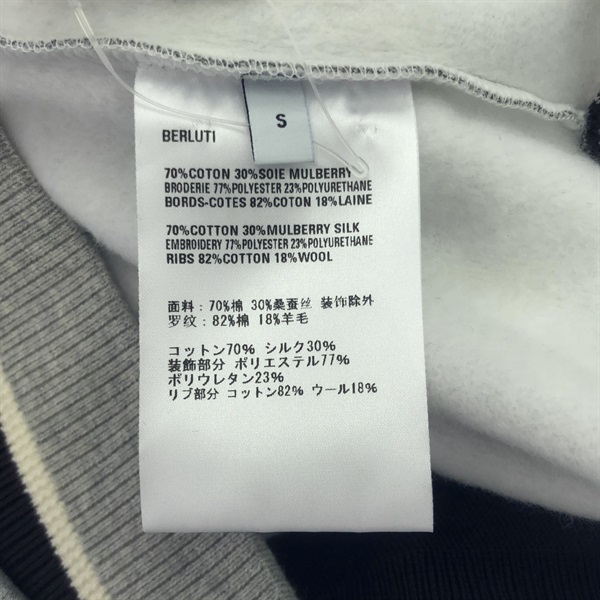 S
BERLUTI
70%COTON 30%SOIE MULBERRY
BRODERIE 77%POLYESTER 23%POLYURETHANE
BORDS-COTES 82%COTON 18%LAINE
70%COTTON 30%MULBERRY SILK
EMBROIDERY 77%POLYESTER 23%POLYURETHANE
RIBS 82%COTTON 18%WOOL
面料：70%棉 30%桑蚕丝 装饰除外
罗纹：82%棉 18%羊毛
コットン70% シルク30%
装飾部分 ポリエステル77%
ポリウレタン23%
リブ部分 コットン82% ウール18%